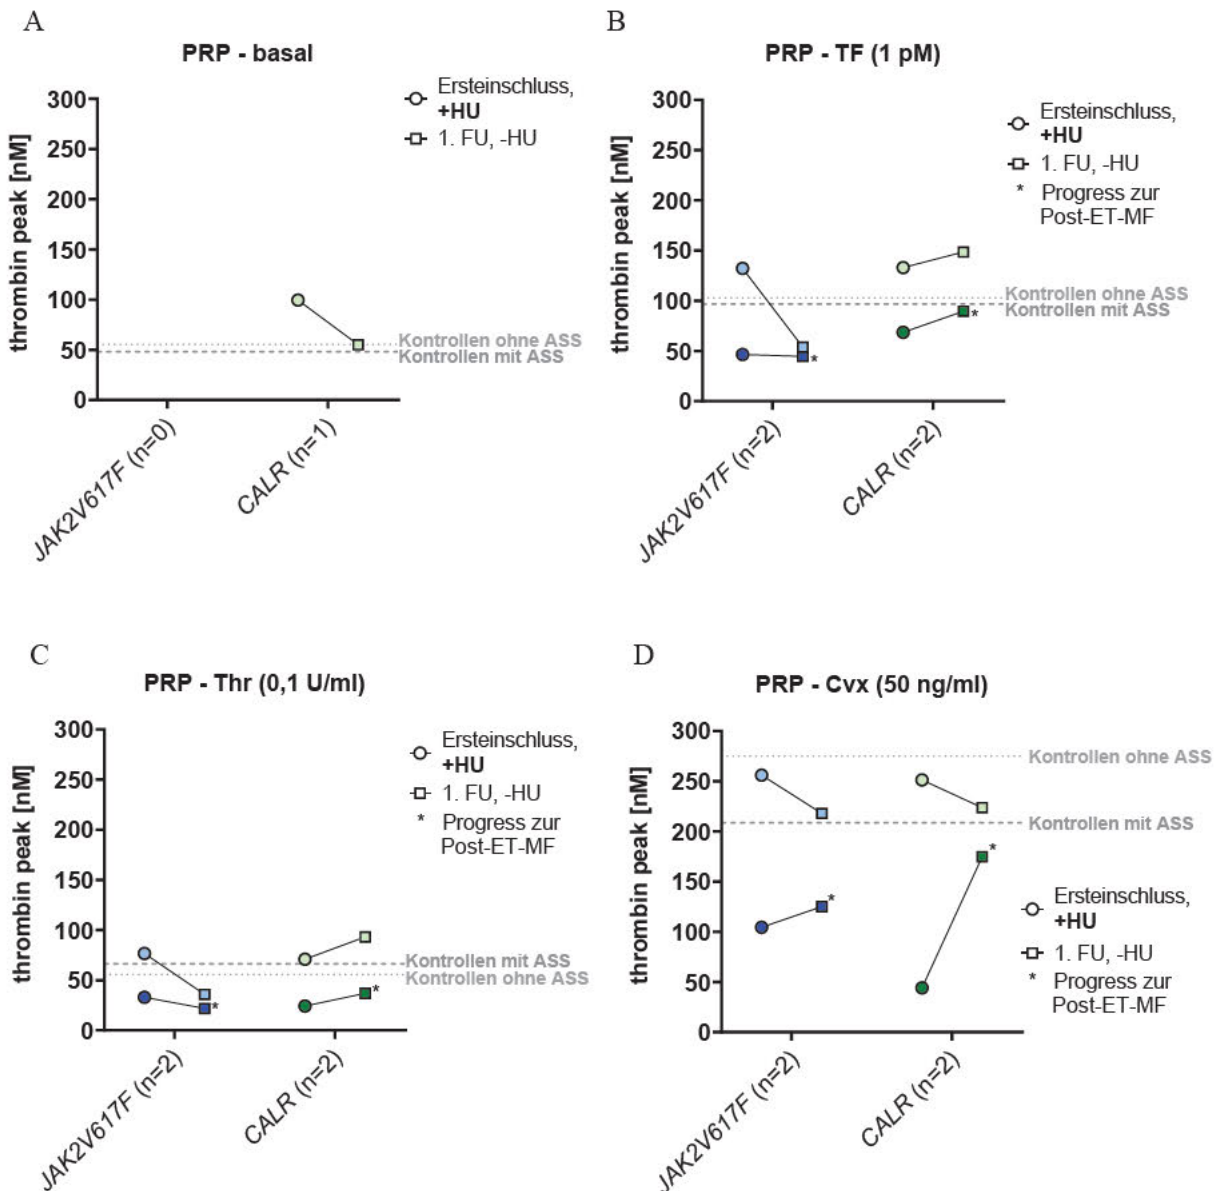 A
PRP - basal
thrombin peak [nM]
300
250
200
150
100
50
0
Ersteinschluss,
+HU
1. FU, -HU
Kontrollen ohne ASS
Kontrollen mit ASS
JAK2V617F (n=0)
CALR (n=1)
B
PRP - TF (1 pM)
thrombin peak [nM]
300
250
200
150
100
50
0
Ersteinschluss,
+HU
1. FU, -HU
* Progress zur
Post-ET-MF
Kontrollen ohne ASS
Kontrollen mit ASS
*
*
JAK2V617F (n=2)
CALR (n=2)
C
PRP - Thr (0,1 U/ml)
thrombin peak [nM]
300
250
200
150
100
50
0
Ersteinschluss,
+HU
1. FU, -HU
* Progress zur
Post-ET-MF
Kontrollen mit ASS
Kontrollen ohne ASS
*
*
JAK2V617F (n=2)
CALR (n=2)
D
PRP - Cvx (50 ng/ml)
thrombin peak [nM]
300
250
200
150
100
50
0
Kontrollen ohne ASS
Kontrollen mit ASS
*
*
Ersteinschluss,
+HU
1. FU, -HU
* Progress zur
Post-ET-MF
JAK2V617F (n=2)
CALR (n=2)